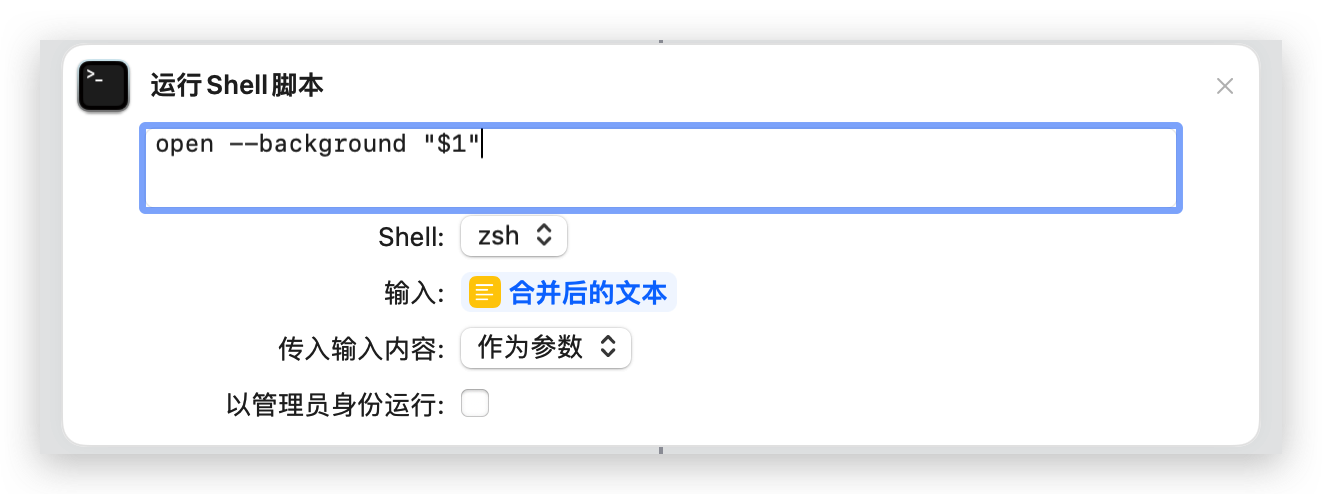 >_
运行Shell脚本
open --background "$1"
Shell: zsh
输入: 合并后的文本
传入输入内容: 作为参数
以管理员身份运行: